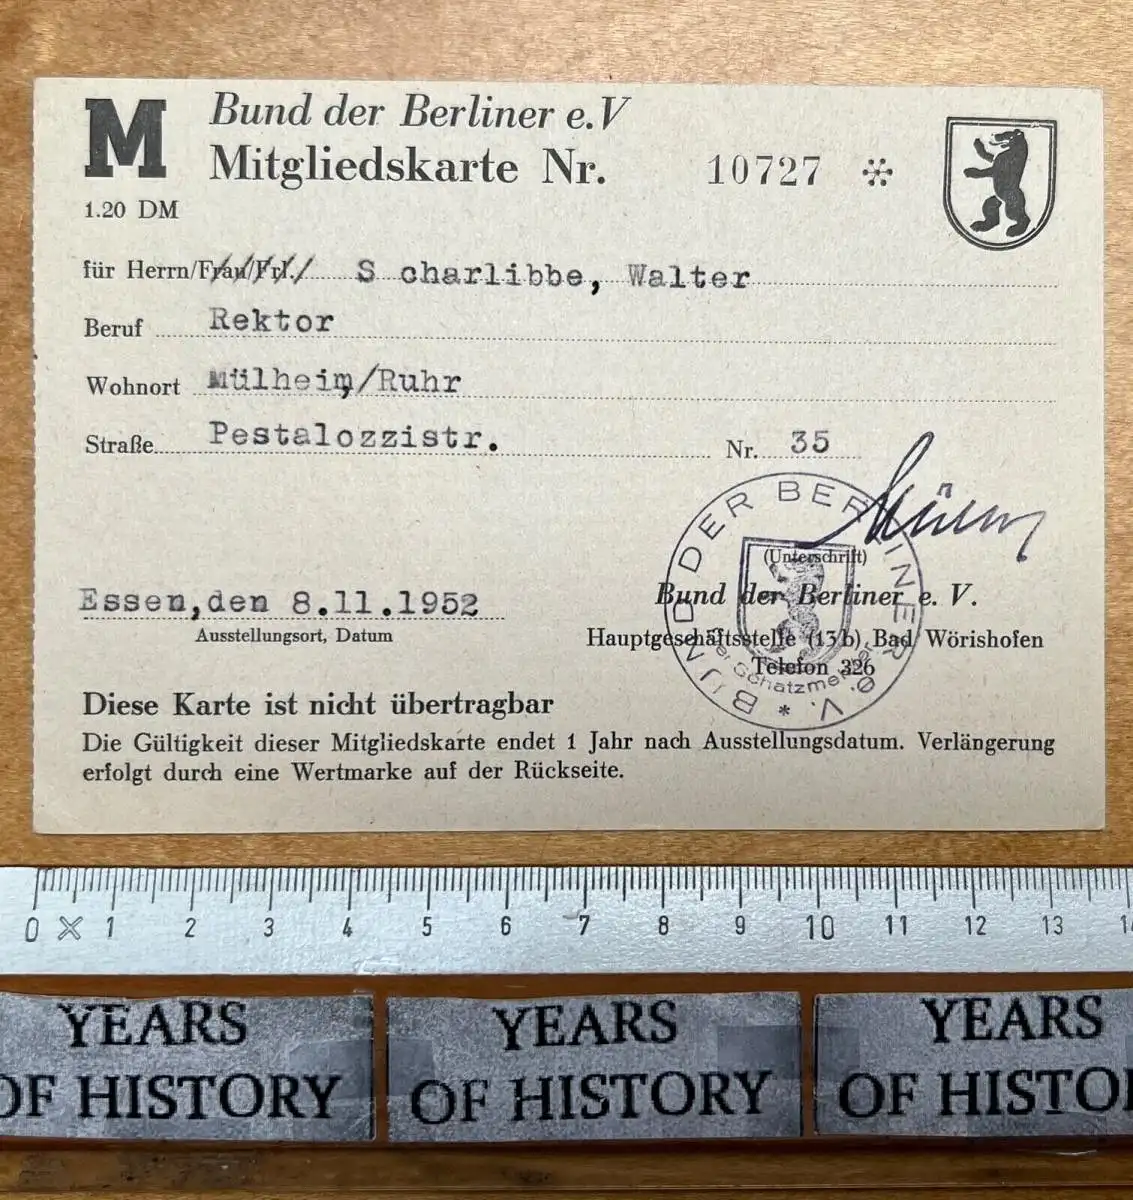 M
Bund der Berliner e.V
Mitgliedskarte Nr. 10727 *
1.20 DM
für Herrn/Frau/Frl./ S charlibbe, Walter
Beruf Rektor
Wohnort Mülheim/Ruhr
Straße Pestalozzistr. Nr. 35
BUND DER BERLINER e. V. *
Der Schatzmeister
(Unterschrift)
Essen,den 8.11.1952
Ausstellungsort, Datum
Bund der Berliner e. V.
Hauptgeschäftsstelle (13b) Bad Wörishofen
Telefon 326
Diese Karte ist nicht übertragbar
Die Gültigkeit dieser Mitgliedskarte endet 1 Jahr nach Ausstellungsdatum. Verlängerung
erfolgt durch eine Wertmarke auf der Rückseite.
0 1 2 3 4 5 6 7 8 9 10 11 12 13
YEARS YEARS YEARS
OF HISTORY OF HISTORY OF HISTO